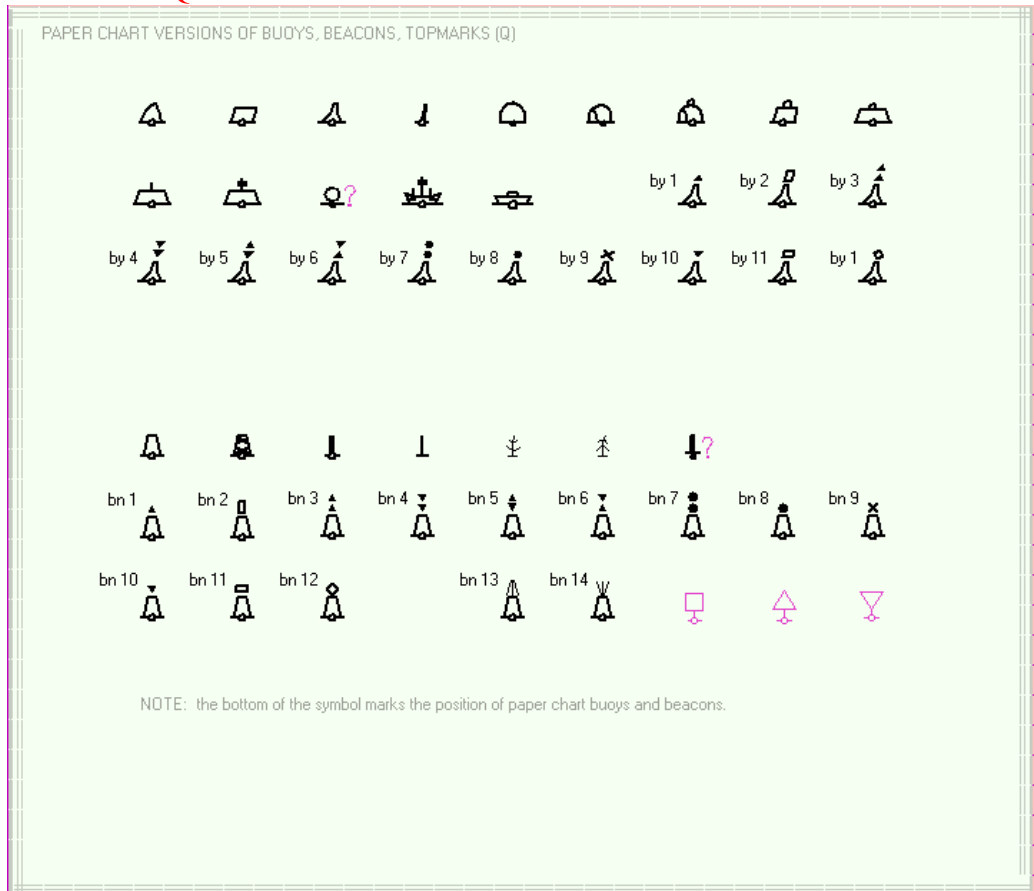 PAPER CHART VERSIONS OF BUOYS, BEACONS, TOPMARKS (Q)
? by 1 by 2 by 3
by 4 by 5 by 6 by 7 by 8 by 9 by 10 by 11 by 1
?
bn 1 bn 2 bn 3 bn 4 bn 5 bn 6 bn 7 bn 8 bn 9
bn 10 bn 11 bn 12 bn 13 bn 14
NOTE: the bottom of the symbol marks the position of paper chart buoys and beacons.